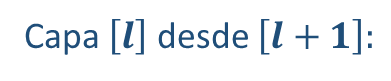 Capa [l] desde [l + 1]: